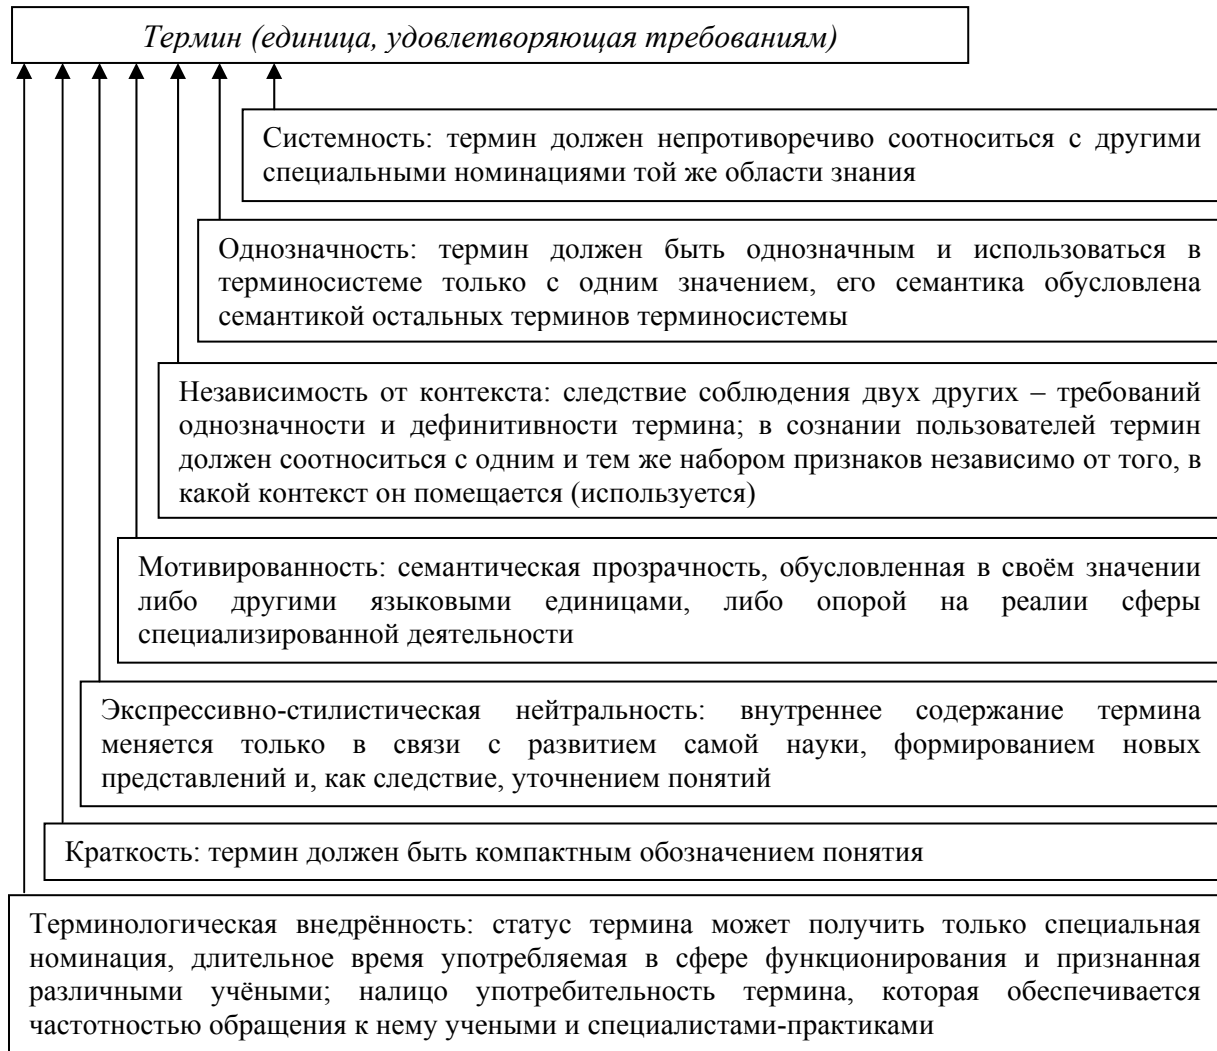 Термин (единица, удовлетворяющая требованиям)
Системность: термин должен непротиворечиво соотноситься с другими
специальными номинациями той же области знания
Однозначность: термин должен быть однозначным и использоваться в
терминосистеме только с одним значением, его семантика обусловлена
семантикой остальных терминов терминосистемы
Независимость от контекста: следствие соблюдения двух других – требований
однозначности и дефинитивности термина; в сознании пользователей термин
должен соотноситься с одним и тем же набором признаков независимо от того, в
какой контекст он помещается (используется)
Мотивированность: семантическая прозрачность, обусловленная в своём значении
либо другими языковыми единицами, либо опорой на реалии сферы
специализированной деятельности
Экспрессивно-стилистическая нейтральность: внутреннее содержание термина
меняется только в связи с развитием самой науки, формированием новых
представлений и, как следствие, уточнением понятий
Краткость: термин должен быть компактным обозначением понятия
Терминологическая внедрённость: статус термина может получить только специальная
номинация, длительное время употребляемая в сфере функционирования и признанная
различными учёными; налицо употребительность термина, которая обеспечивается
частотностью обращения к нему учеными и специалистами-практиками